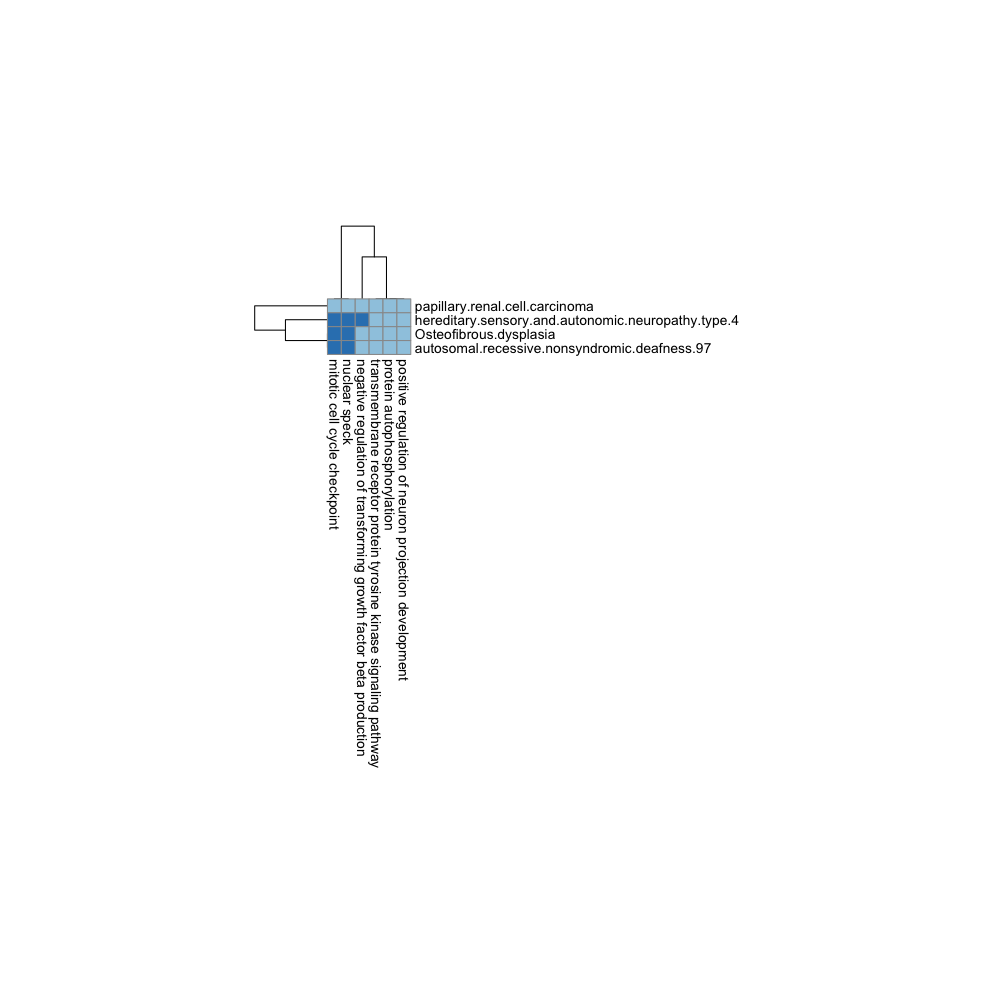 papillary.renal.cell.carcinoma
hereditary.sensory.and.autonomic.neuropathy.type.4
Osteofibrous.dysplasia
autosomal.recessive.nonsyndromic.deafness.97
mitotic cell cycle checkpoint
nuclear speck
negative regulation of transforming growth factor beta production
transmembrane receptor protein tyrosine kinase signaling pathway
protein autophosphorylation
positive regulation of neuron projection development